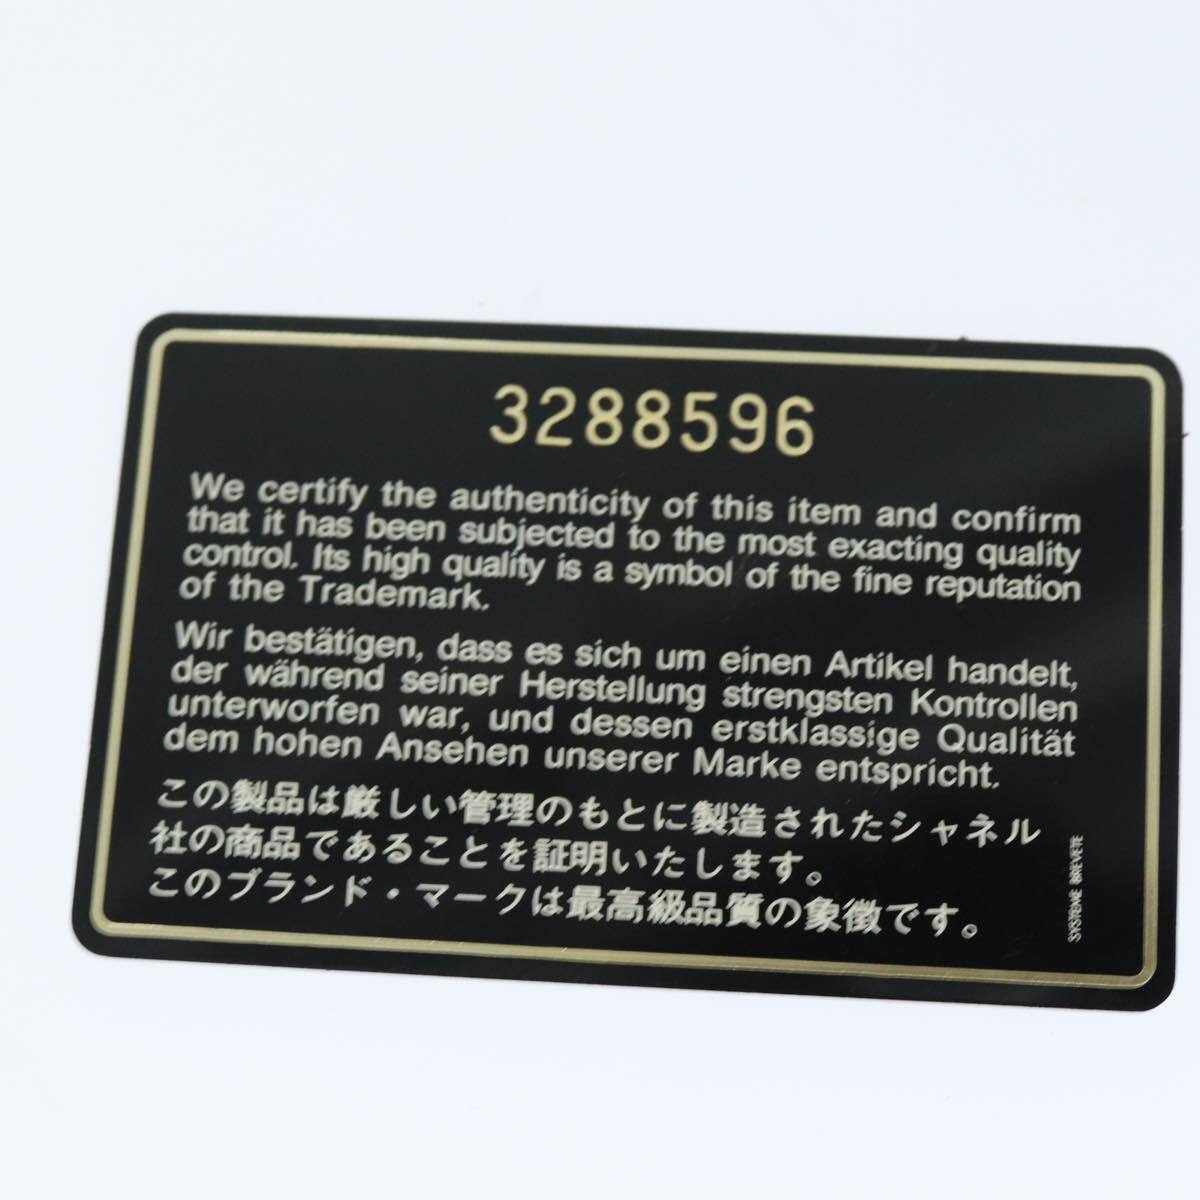 3288596
We certify the authenticity of this item and confirm
that it has been subjected to the most exacting quality
control. Its high quality is a symbol of the fine reputation
of the Trademark.
Wir bestätigen, dass es sich um einen Artikel handelt,
der während seiner Herstellung strengsten Kontrollen
unterworfen war, und dessen erstklassige Qualität
dem hohen Ansehen unserer Marke entspricht.
この製品は厳しい管理のもとに製造されたシャネル
社の商品であることを証明いたします。
このブランド・マークは最高級品質の象徴です。
SYSTEME BREVETE